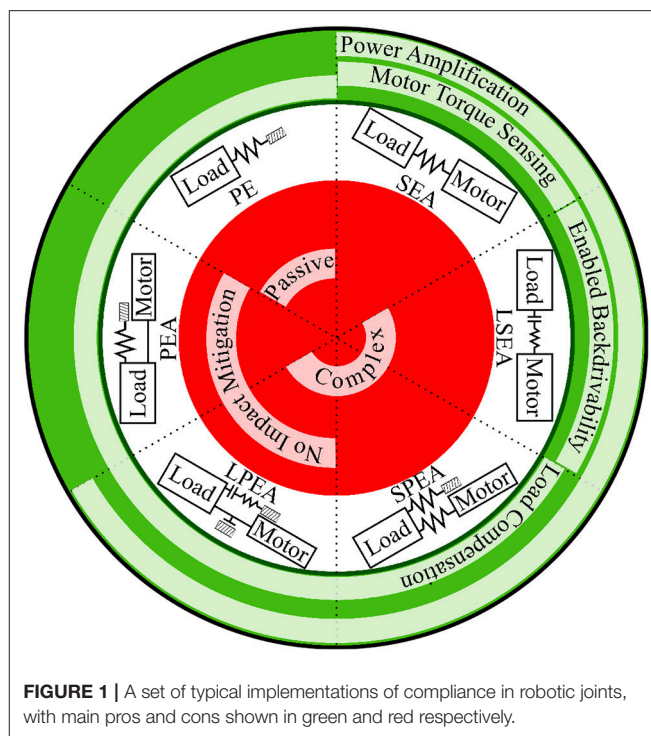 Power Amplification
Motor Torque Sensing
Enabled Backdrivability
Load Compensation
Load
PE
Load
Motor
SEA
Load
Motor
LSEA
Load
Motor
SPEA
Load
Motor
LPEA
Motor
Load
PEA
Passive
No Impact Mitigation
Complex
FIGURE 1 | A set of typical implementations of compliance in robotic joints,
with main pros and cons shown in green and red respectively.